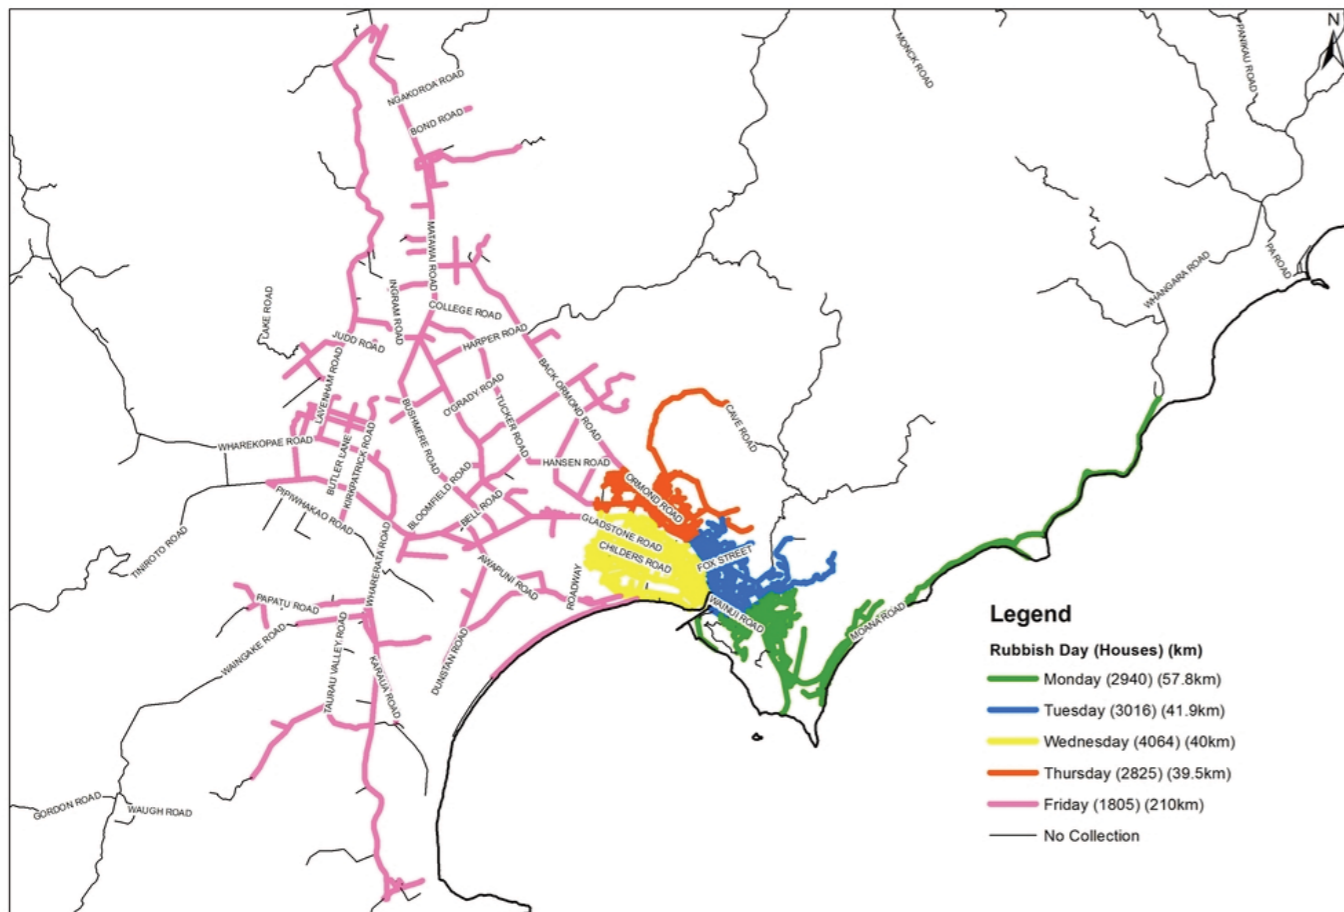 N
MONCK ROAD
PANIKAU ROAD
NGAKOROA ROAD
BOND ROAD
MATAWAI ROAD
WHANGARA ROAD
PA ROAD
LAKE ROAD
INGRAM ROAD
COLLEGE ROAD
JUDD ROAD
HARPER ROAD
LAVENHAM ROAD
BACK ORMOND ROAD
O'GRADY ROAD
TUCKER ROAD
BUSHMERE ROAD
CAVE ROAD
WHAREKOPAE ROAD
BUTLER LANE
KIRKPATRICK ROAD
HANSEN ROAD
BLOOMFIELD ROAD
BELL ROAD
ORMOND ROAD
PIPIWHAKAO ROAD
GLADSTONE ROAD
CHILDERS ROAD
FOX STREET
TINIROTO ROAD
WHARERATA ROAD
AWAPUNI ROAD
ROADWAY
PAPATU ROAD
WAINUI ROAD
MOANA ROAD
WAINGAKE ROAD
TAURAU VALLEY ROAD
KARAUA ROAD
DUNSTAN ROAD
GORDON ROAD
WAUGH ROAD
Legend
Rubbish Day (Houses) (km)
Monday (2940) (57.8km)
Tuesday (3016) (41.9km)
Wednesday (4064) (40km)
Thursday (2825) (39.5km)
Friday (1805) (210km)
No Collection